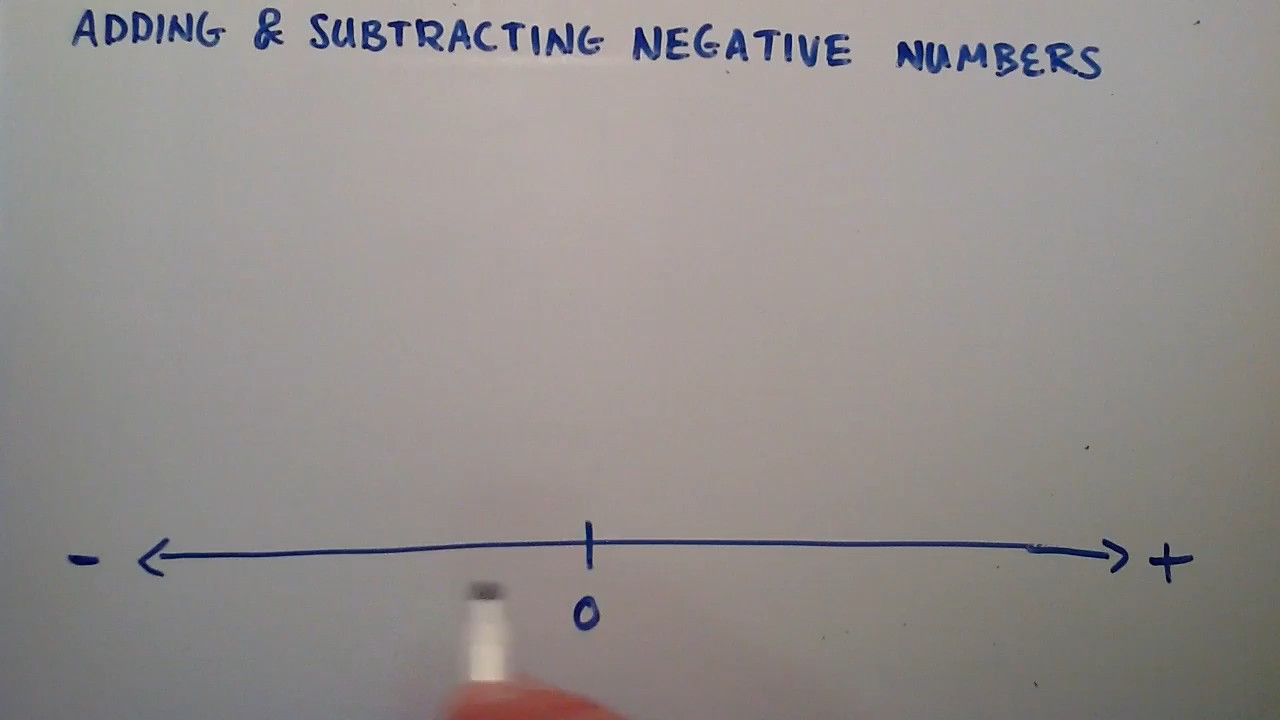 ADDING & SUBTRACTING NEGATIVE NUMBERS
- +
0